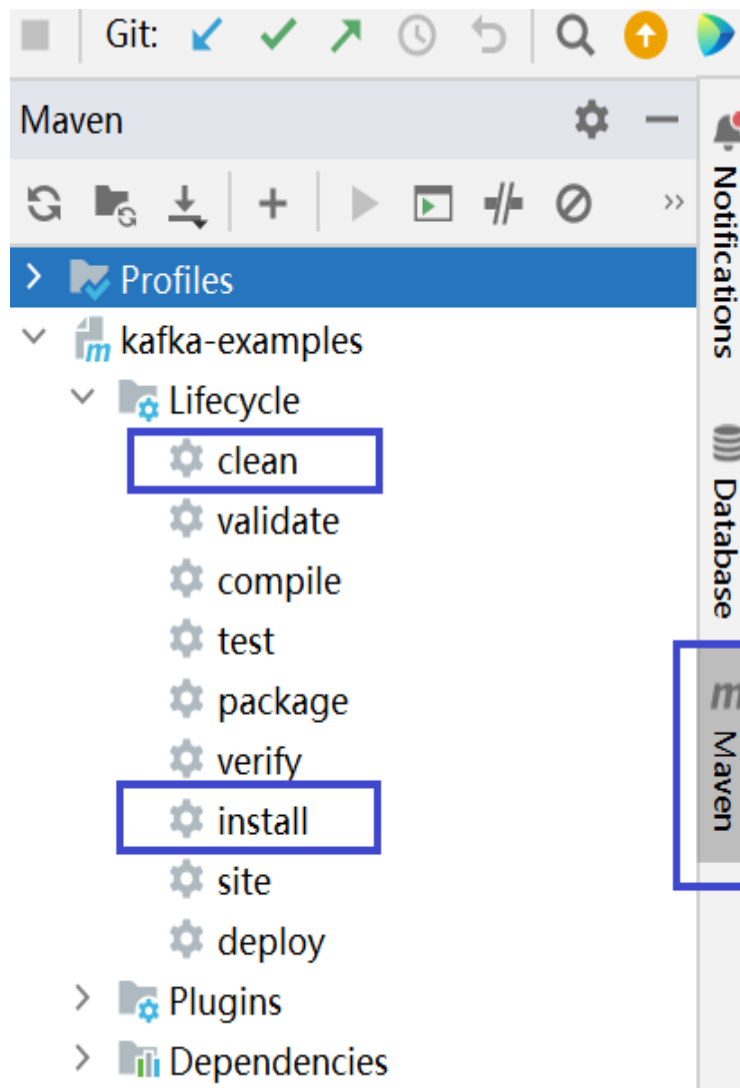 Git:
Maven
Profiles
kafka-examples
Lifecycle
clean
validate
compile
test
package
verify
install
site
deploy
Plugins
Dependencies
Notifications
Database
m Maven